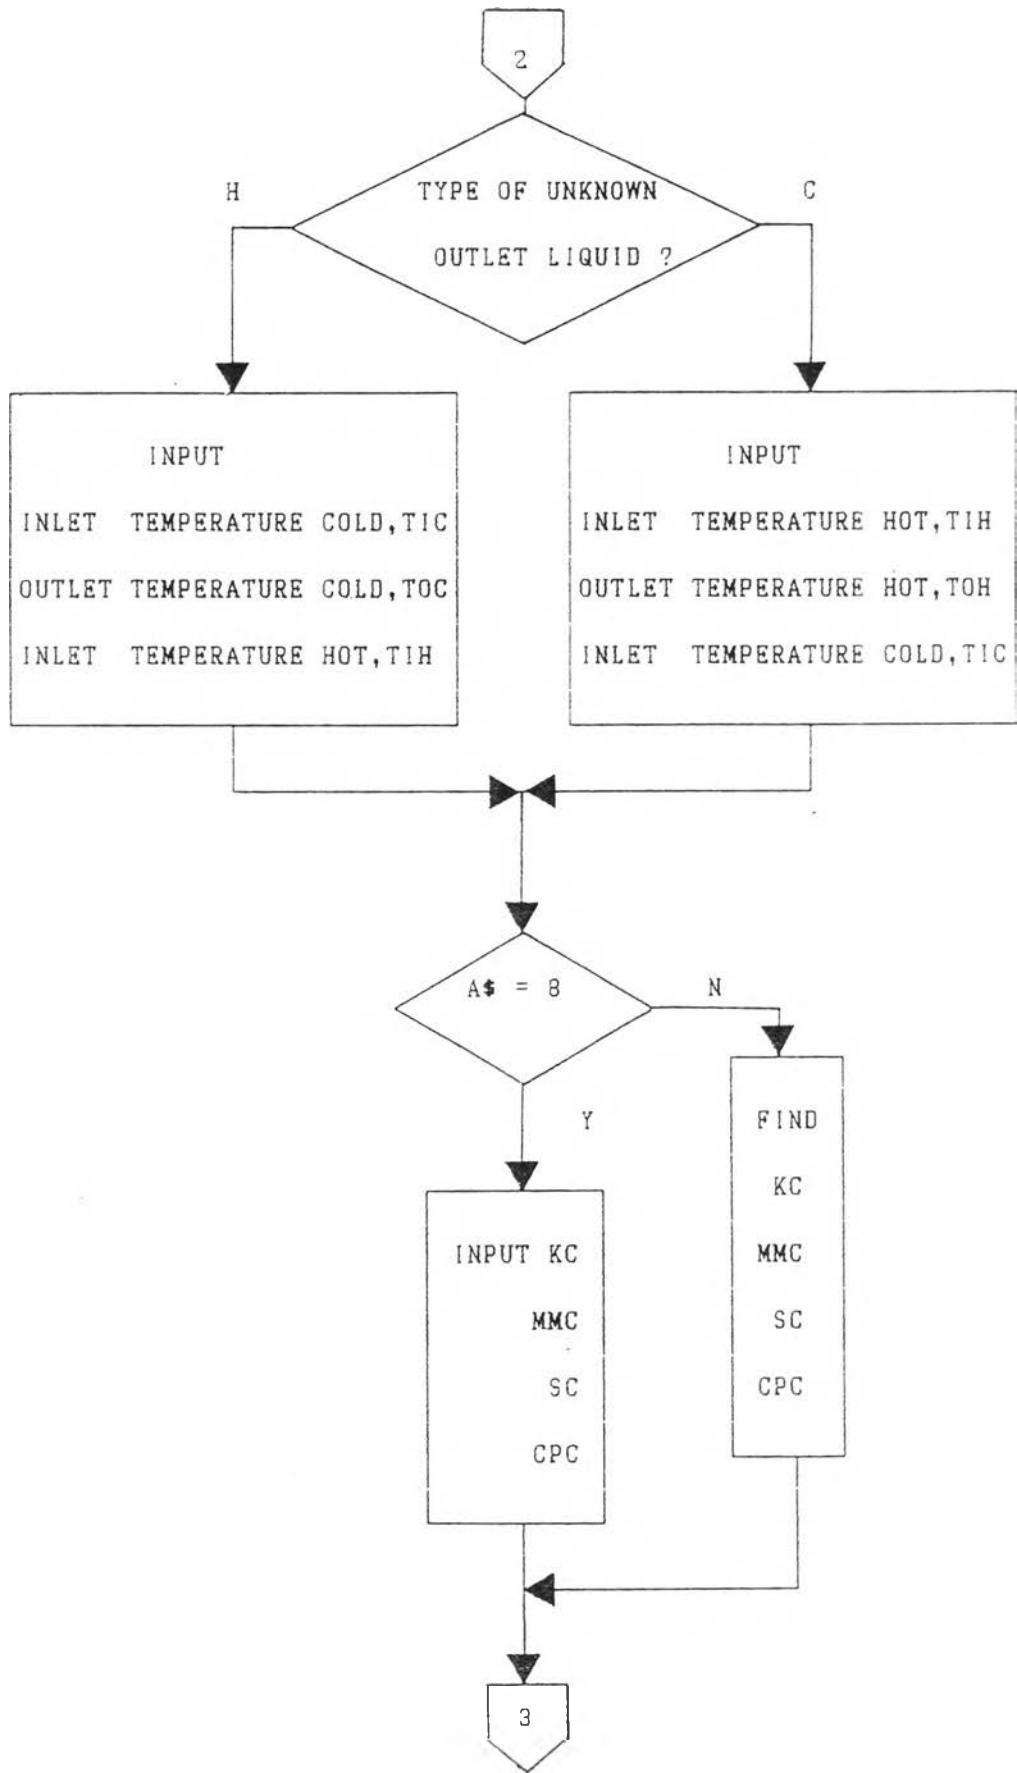 2
TYPE OF UNKNOWN
OUTLET LIQUID ?
H
C
INPUT
INLET TEMPERATURE COLD,TIC
OUTLET TEMPERATURE COLD,TOC
INLET TEMPERATURE HOT,TIH
INPUT
INLET TEMPERATURE HOT,TIH
OUTLET TEMPERATURE HOT,TOH
INLET TEMPERATURE COLD,TIC
A$ = 8
N
Y
INPUT KC
MMC
SC
CPC
FIND
KC
MMC
SC
CPC
3